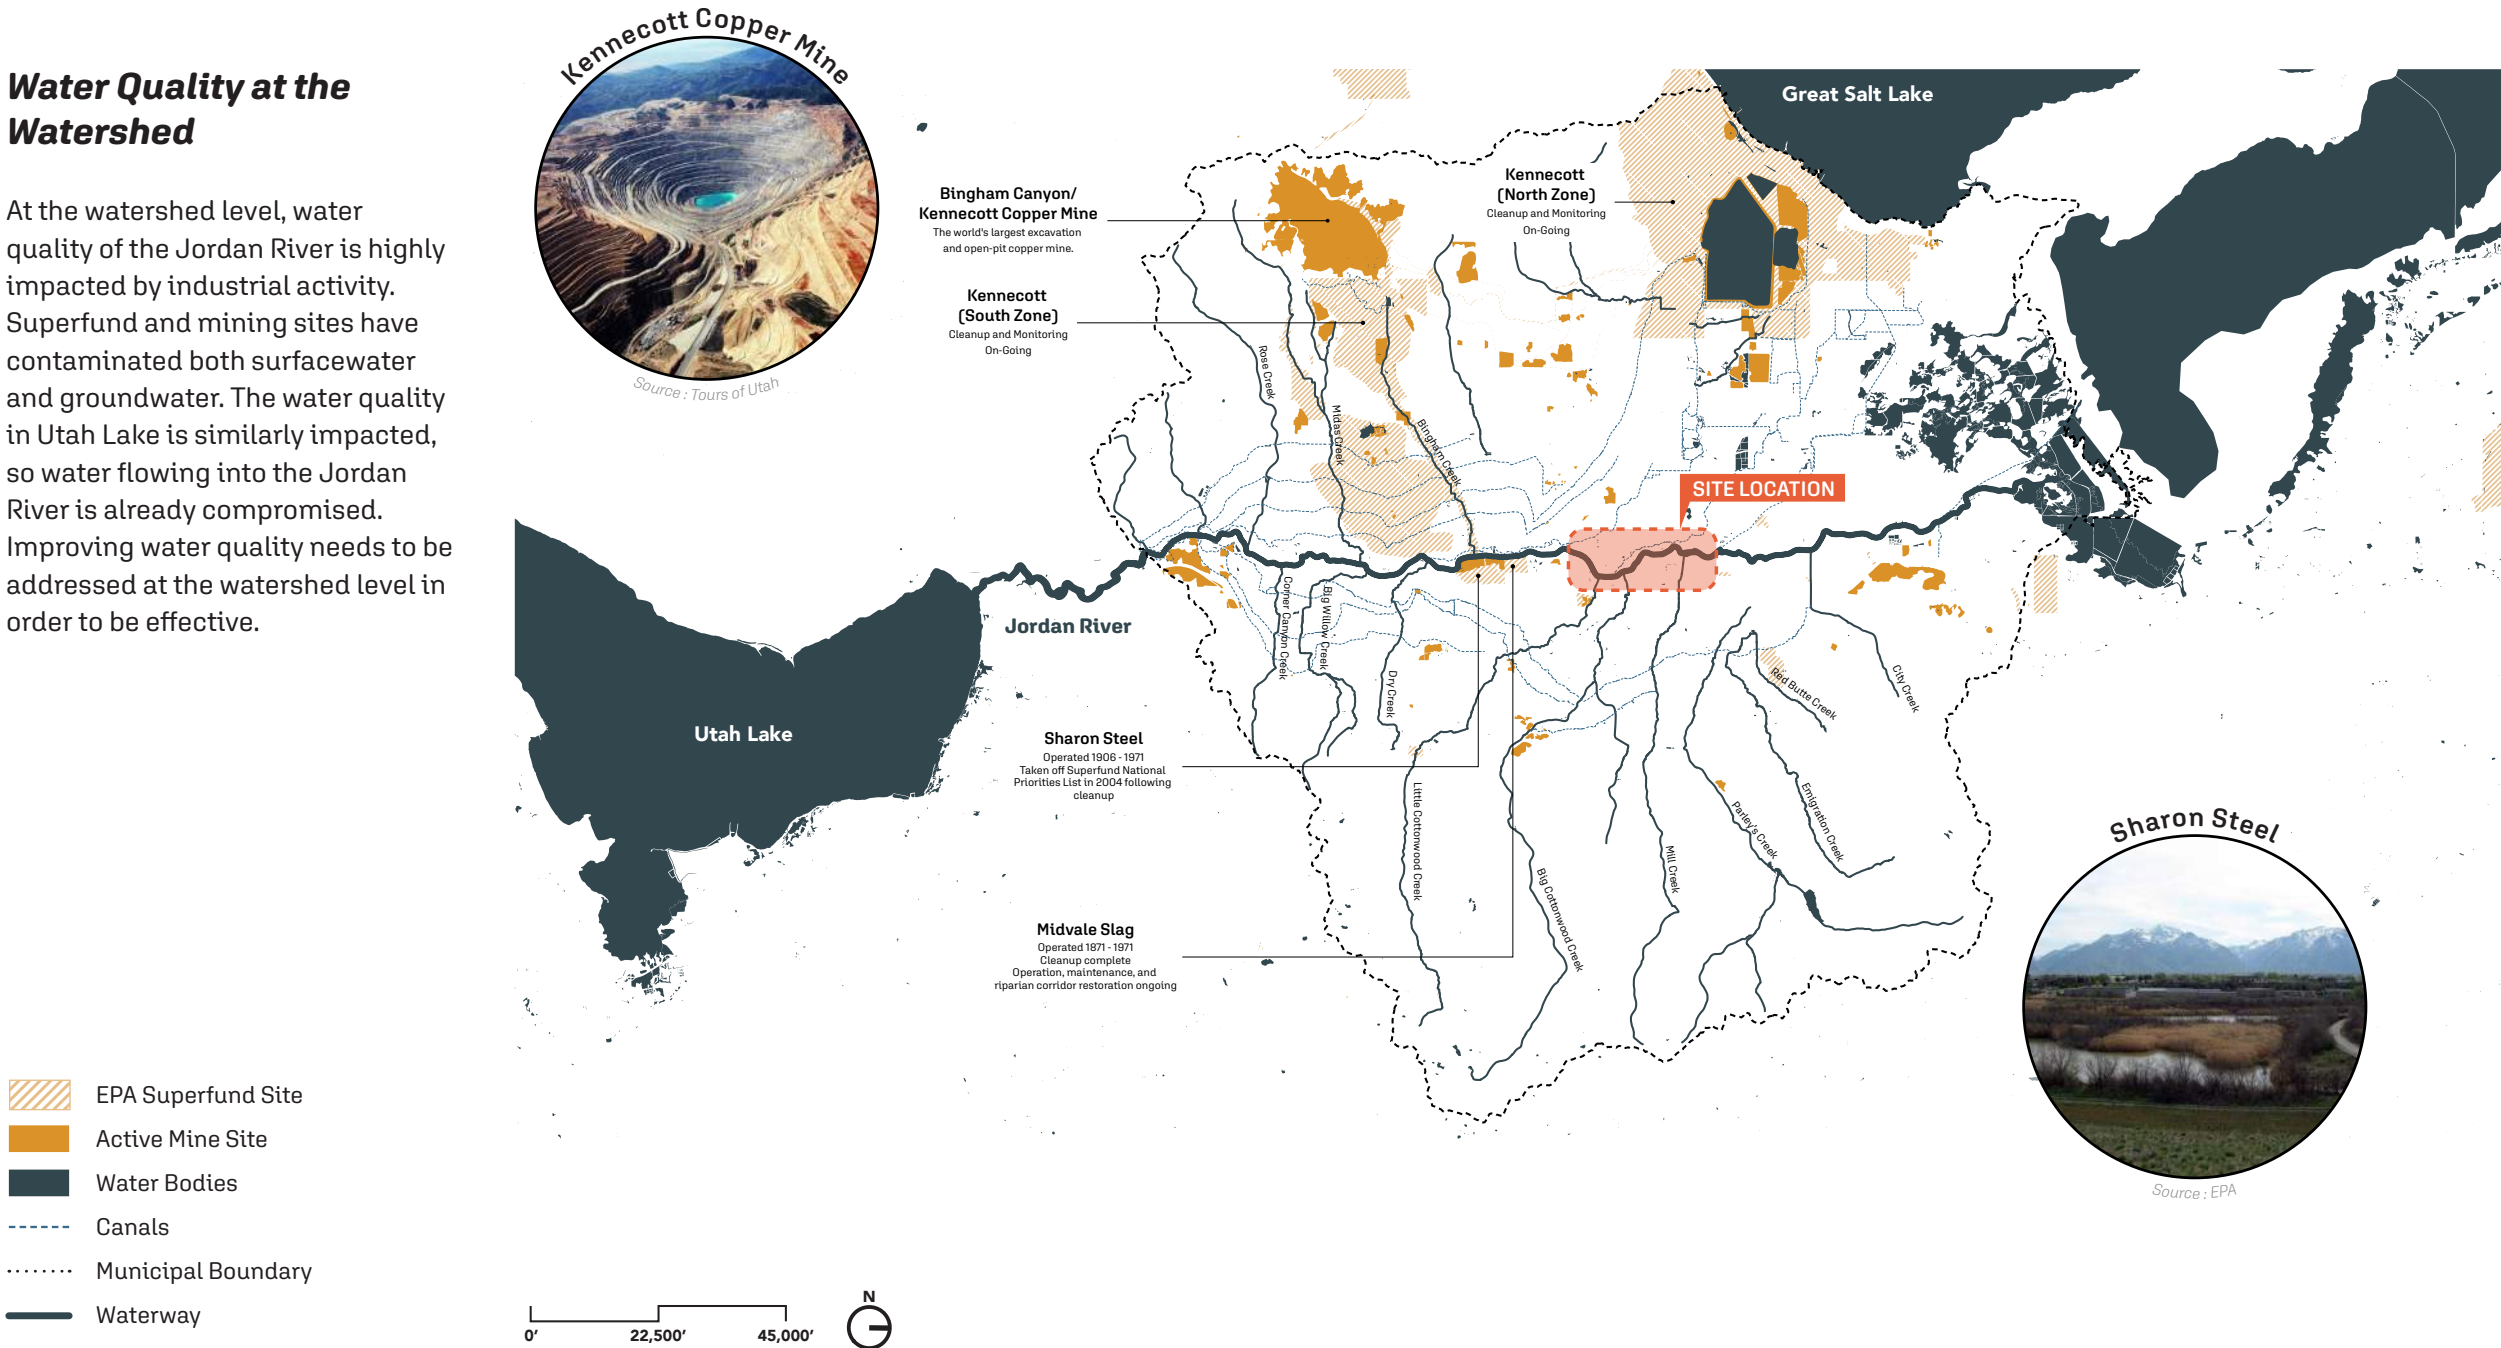 Water Quality at the
Watershed
At the watershed level, water
quality of the Jordan River is highly
impacted by industrial activity.
Superfund and mining sites have
contaminated both surfacewater
and groundwater. The water quality
in Utah Lake is similarly impacted,
so water flowing into the Jordan
River is already compromised.
Improving water quality needs to be
addressed at the watershed level in
order to be effective.
EPA Superfund Site
Active Mine Site
Water Bodies
Canals
Municipal Boundary
Waterway
Kennecott Copper Mine
Source : Tours of Utah
Great Salt Lake
Bingham Canyon/
Kennecott Copper Mine
The world's largest excavation
and open-pit copper mine.
Kennecott
(North Zone)
Cleanup and Monitoring
On-Going
Kennecott
(South Zone)
Cleanup and Monitoring
On-Going
Rose Creek
Midas Creek
Bingham Creek
SITE LOCATION
Jordan River
Utah Lake
Corner Canyon Creek
Big Willow Creek
Dry Creek
Red Butte Creek
City Creek
Sharon Steel
Operated 1906 - 1971
Taken off Superfund National
Priorities List in 2004 following
cleanup
Little Cottonwood Creek
Big Cottonwood Creek
Mill Creek
Parley's Creek
Emigration Creek
Midvale Slag
Operated 1871 - 1971
Cleanup complete
Operation, maintenance, and
riparian corridor restoration ongoing
Sharon Steel
Source : EPA
0'
22,500'
45,000'
N